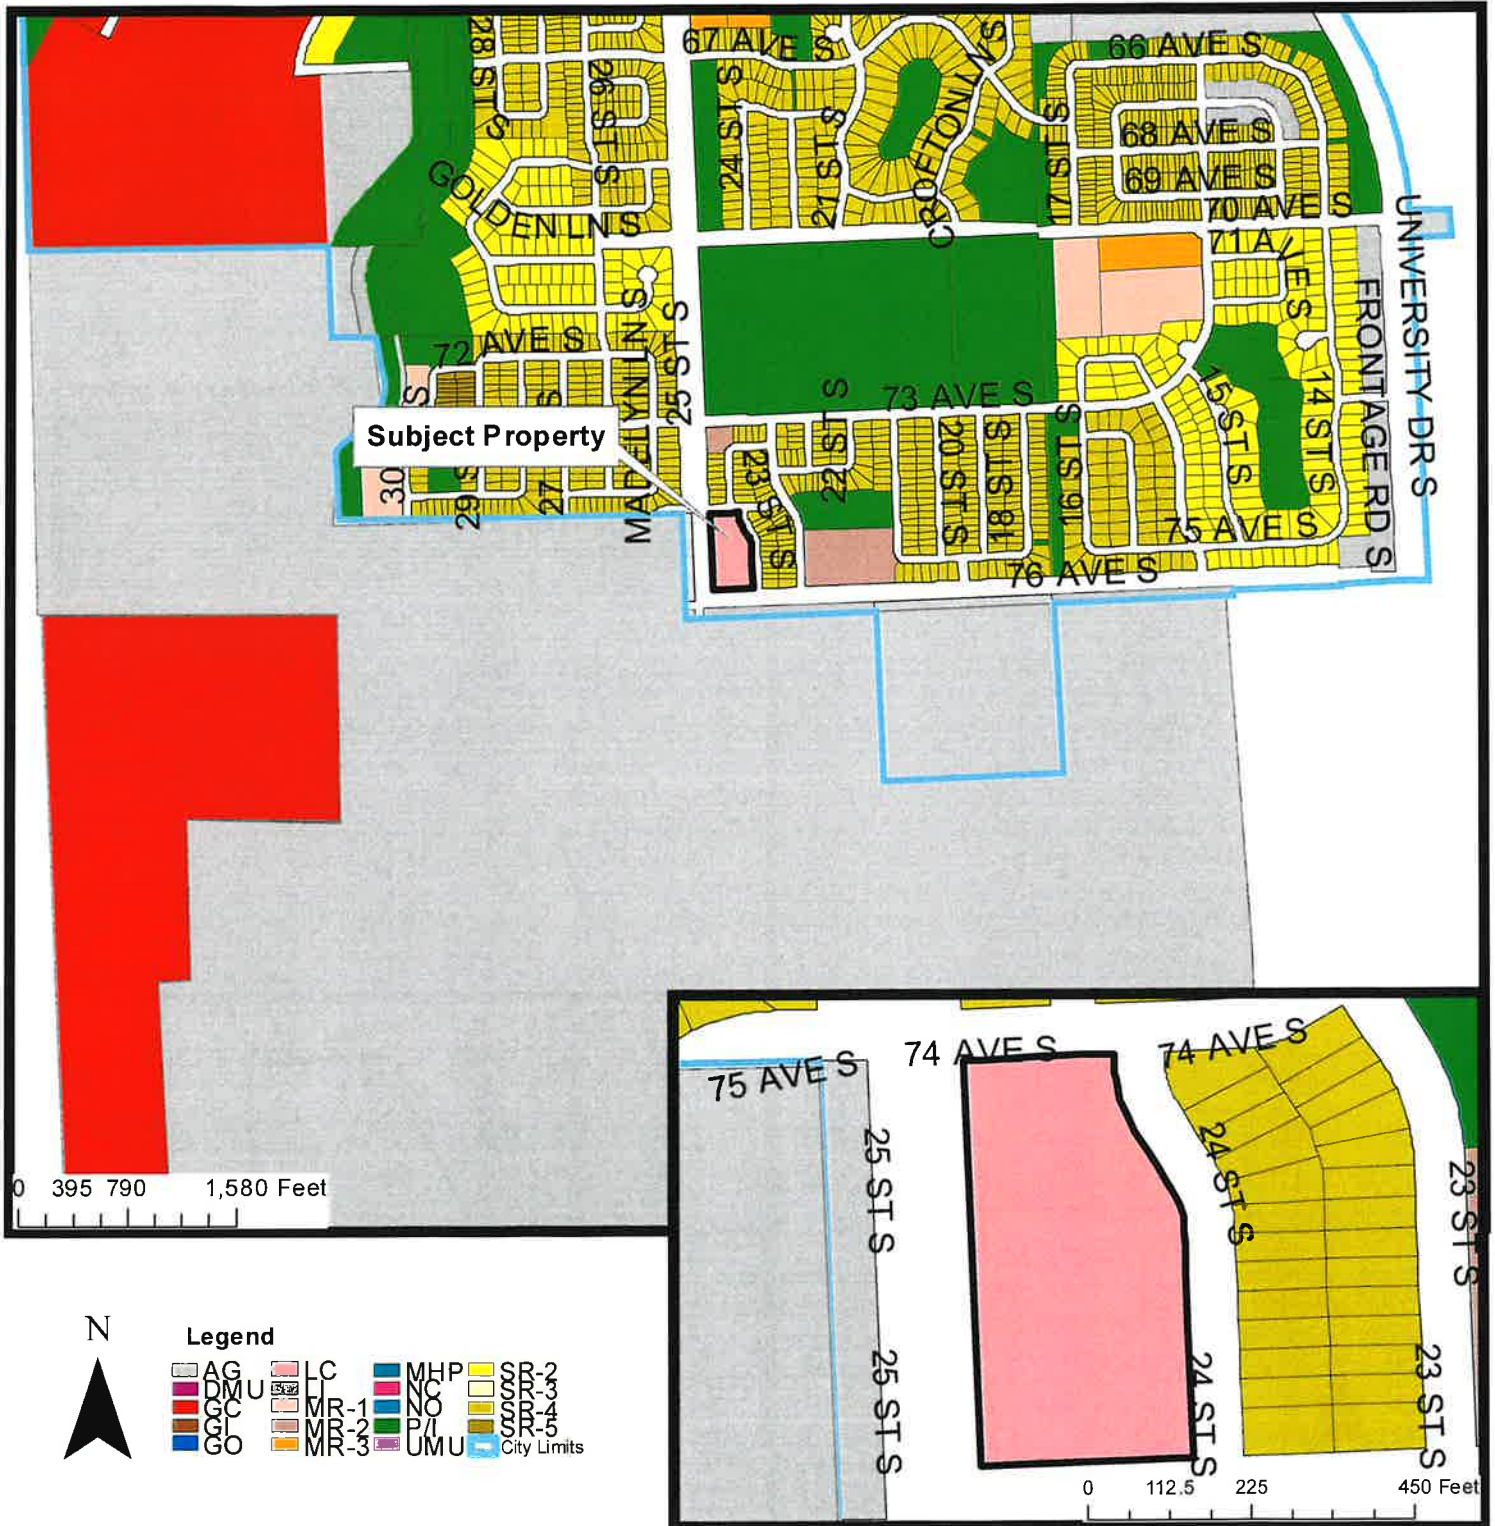 28 ST S
26 ST S
67 AVE S
24 ST S
21 ST S
CROFTON LN S
17 ST S
66 AVE S
68 AVE S
69 AVE S
70 AVE S
71 AVE S
GOLDEN LN S
UNIVERSITY DR S
FRONTAGE RD S
72 AVE S
MADELYN LN S
25 ST S
73 AVE S
22 ST S
15 ST S
14 ST S
Subject Property
30
S
29 S
27
S
23 ST S
20 ST S
18 ST S
16 ST S
75 AVE S
76 AVE S
0 395 790 1,580 Feet
74 AVE S
74 AVE S
75 AVE S
25 ST S
25 ST S
24 ST S
24 ST S
23 ST S
23 ST S
0 112.5 225 450 Feet
N
Legend
AG LC MHP SR-2
DMU LI NC SR-3
GC MR-1 NO SR-4
GI MR-2 P/I SR-5
GO MR-3 UMU City Limits